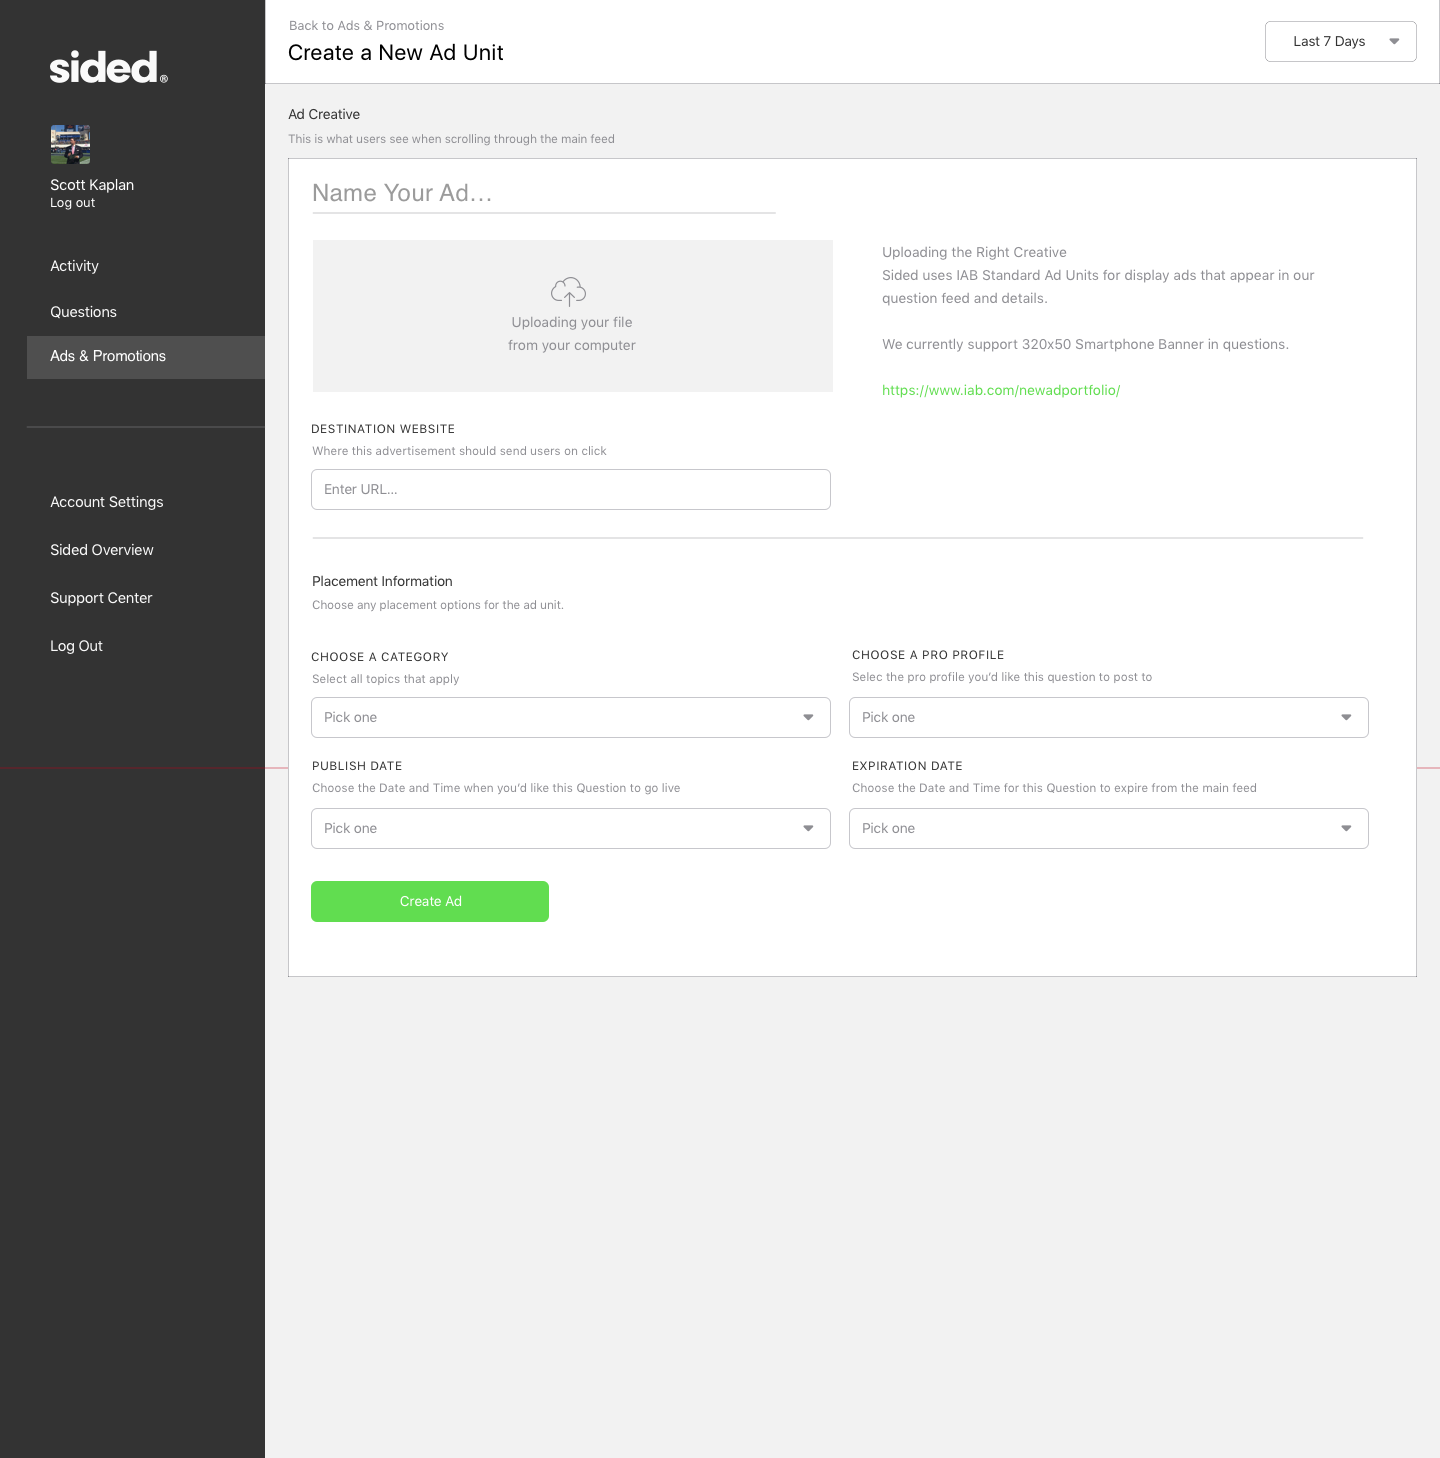 sided.®
Scott Kaplan
Log out
Activity
Questions
Ads & Promotions
Account Settings
Sided Overview
Support Center
Log Out
Back to Ads & Promotions
Create a New Ad Unit
Last 7 Days
Ad Creative
This is what users see when scrolling through the main feed
Name Your Ad...
Uploading your file
from your computer
Uploading the Right Creative
Sided uses IAB Standard Ad Units for display ads that appear in our
question feed and details.
We currently support 320x50 Smartphone Banner in questions.
https://www.iab.com/newadportfolio/
DESTINATION WEBSITE
Where this advertisement should send users on click
Enter URL...
Placement Information
Choose any placement options for the ad unit.
CHOOSE A CATEGORY
Select all topics that apply
Pick one
CHOOSE A PRO PROFILE
Selec the pro profile you'd like this question to post to
Pick one
PUBLISH DATE
Choose the Date and Time when you'd like this Question to go live
Pick one
EXPIRATION DATE
Choose the Date and Time for this Question to expire from the main feed
Pick one
Create Ad